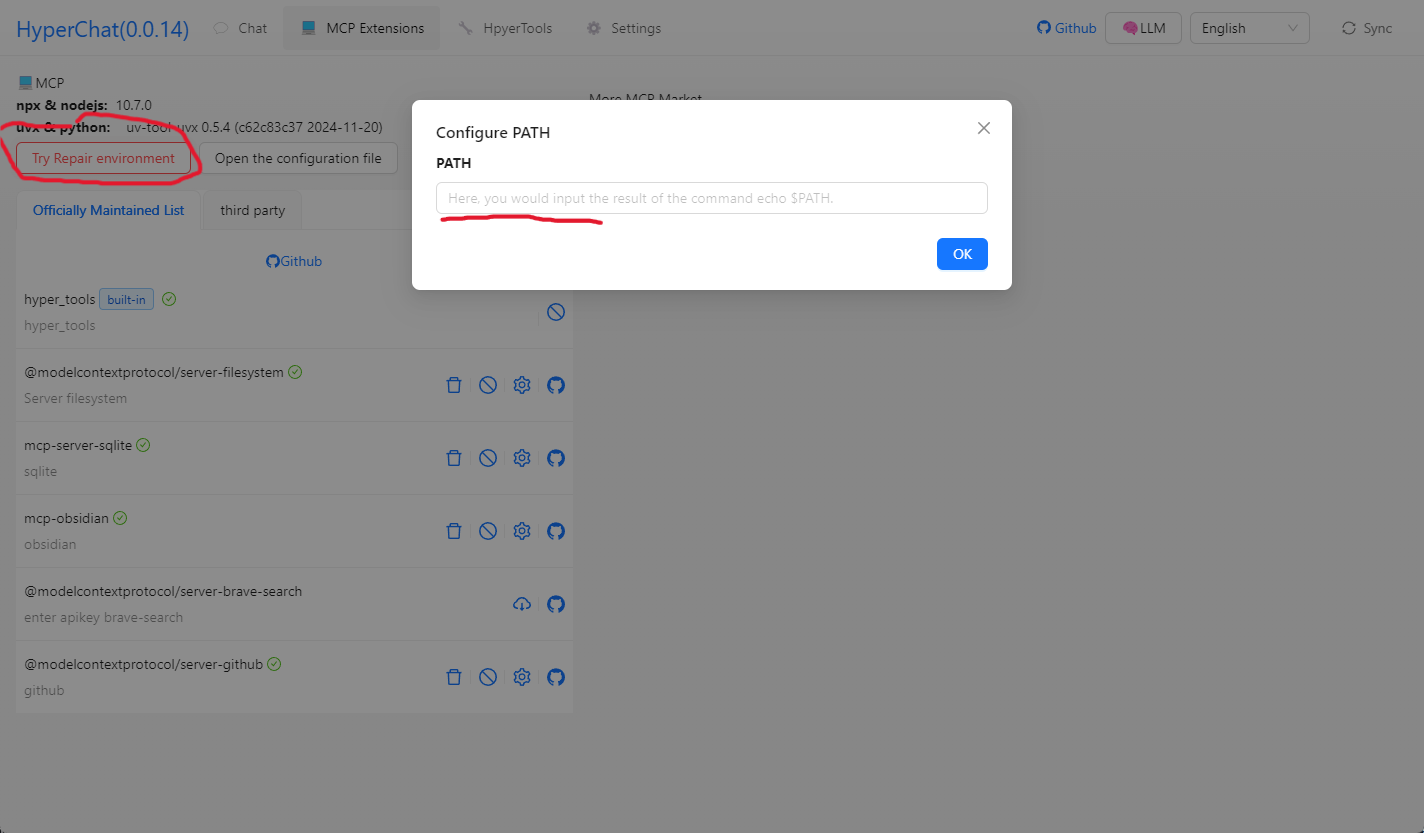 HyperChat(0.0.14) Chat MCP Extensions HpyerTools Settings Github LLM English Sync
MCP
npx & nodejs: 10.7.0
uvx & python: uv-tool-uvx 0.5.4 (c62c83c37 2024-11-20)
Try Repair environment Open the configuration file
Officially Maintained List third party
Github
hyper_tools built-in
hyper_tools
@modelcontextprotocol/server-filesystem
Server filesystem
mcp-server-sqlite
sqlite
mcp-obsidian
obsidian
@modelcontextprotocol/server-brave-search
enter apikey brave-search
@modelcontextprotocol/server-github
github
More MCP Market
Configure PATH
PATH
Here, you would input the result of the command echo $PATH.
OK